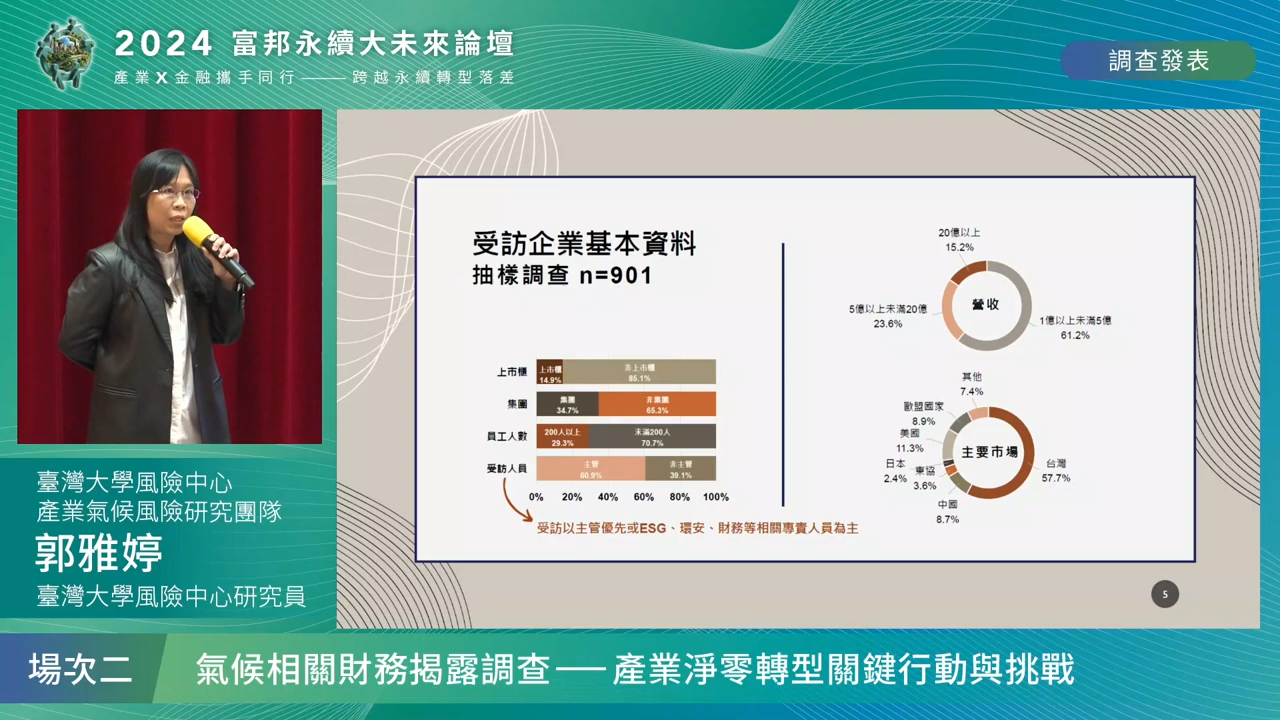 2024 富邦永續大未來論壇
產業X金融攜手同行——跨越永續轉型落差
調查發表
受訪企業基本資料
抽樣調查 n=901
上市櫃
上市櫃
14.9%
非上市櫃
85.1%
集團
集團
34.7%
非集團
65.3%
員工人數
200人以上
29.3%
未滿200人
70.7%
受訪人員
主管
60.9%
非主管
39.1%
0% 20% 40% 60% 80% 100%
受訪以主管優先或ESG、環安、財務等相關專責人員為主
營收
20億以上
15.2%
5億以上未滿20億
23.6%
1億以上未滿5億
61.2%
主要市場
其他
7.4%
歐盟國家
8.9%
美國
11.3%
日本
2.4%
東協
3.6%
中國
8.7%
台灣
57.7%
5
臺灣大學風險中心
產業氣候風險研究團隊
郭雅婷
臺灣大學風險中心研究員
場次二
氣候相關財務揭露調查——產業淨零轉型關鍵行動與挑戰